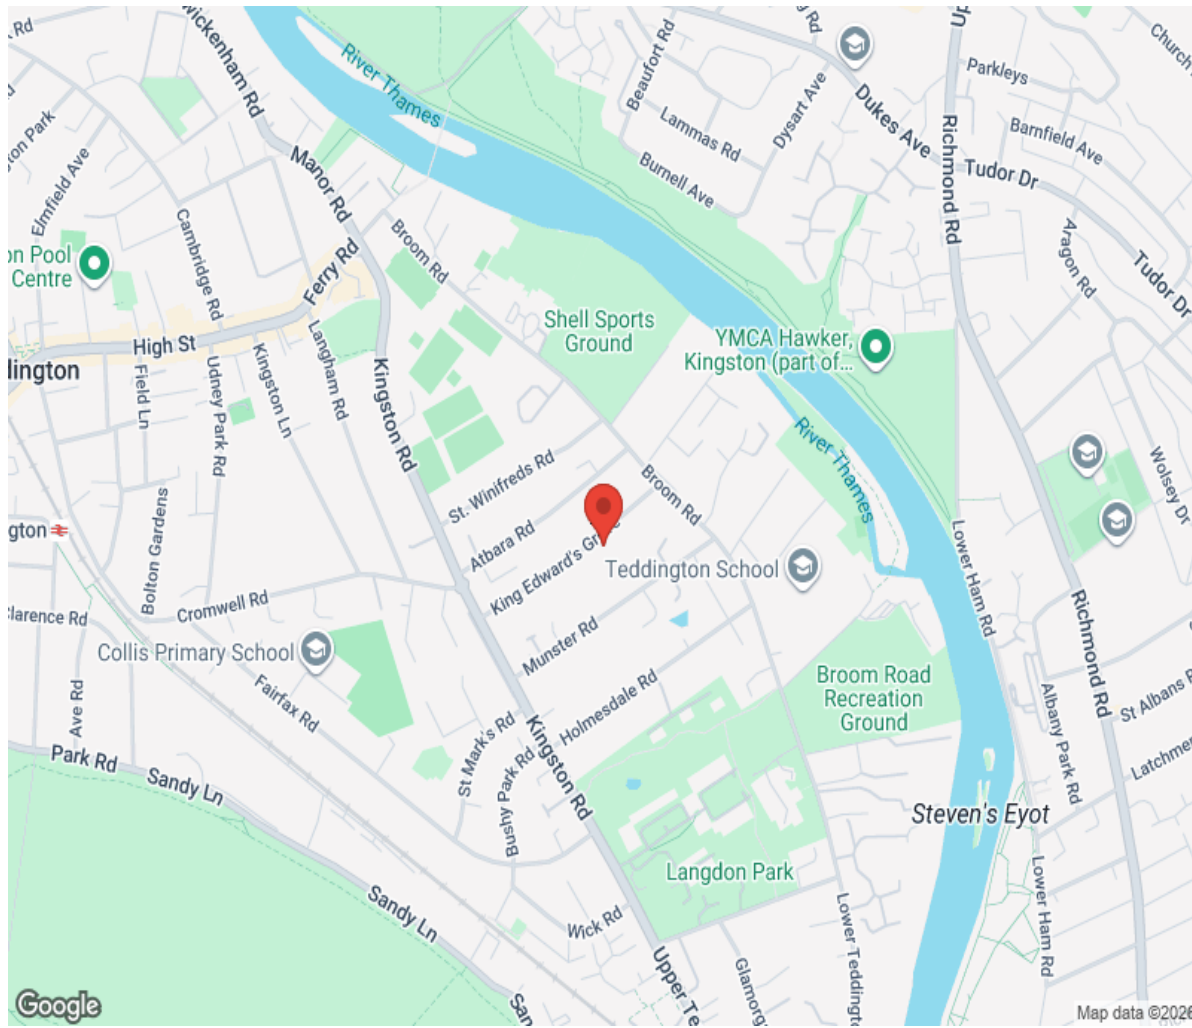 Twickenham Rd
River Thames
Beaufort Rd
Lammas Rd
Dysart Ave
Burnell Ave
Dukes Ave
Richmond Rd
Parkleys
Barnfield Ave
Tudor Dr
Church
Aragon Rd
Tudor Dr
Elmfield Ave
Manor Rd
Cambridge Rd
Ferry Rd
Broom Rd
on Pool
Centre
High St
Langham Rd
Kingston Ln
Field Ln
Udney Park Rd
Kingston Rd
Shell Sports
Ground
YMCA Hawker,
Kingston (part of...
River Thames
Wolsey Dr
St. Winifreds Rd
Atbara Rd
King Edward's Gr
Broom Rd
Teddington School
Lower Ham Rd
Bolton Gardens
Cromwell Rd
Clarence Rd
Collis Primary School
Munster Rd
Holmesdale Rd
Fairfax Rd
Ave Rd
St Mark's Rd
Bushy Park Rd
Kingston Rd
Park Rd
Sandy Ln
Broom Road
Recreation
Ground
Albany Park Rd
Richmond Rd
St Albans R
Latchmer
Steven's Eyot
Langdon Park
Lower Ham Rd
Lower Teddington
Wick Rd
Sandy Ln
Upper Te
Glamorg
San
Google
Map data ©2026